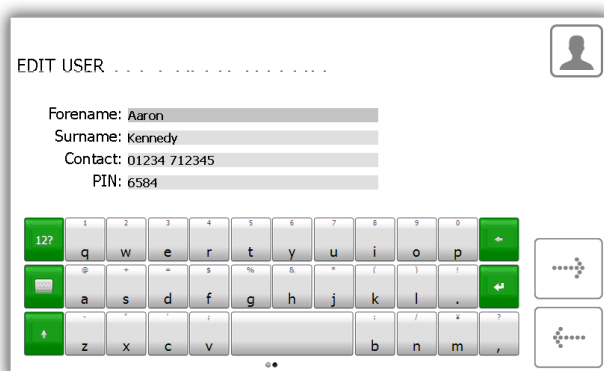 EDIT USER
Forename: Aaron
Surname: Kennedy
Contact: 01234 712345
PIN: 6584
1 2 3 4 5 6 7 8 9 0
12? q w e r t y u i o p
@ + = $ % & * ( ) !
a s d f g h j k l .
- " ' ; : / ¥ ?
z x c v b n m ,